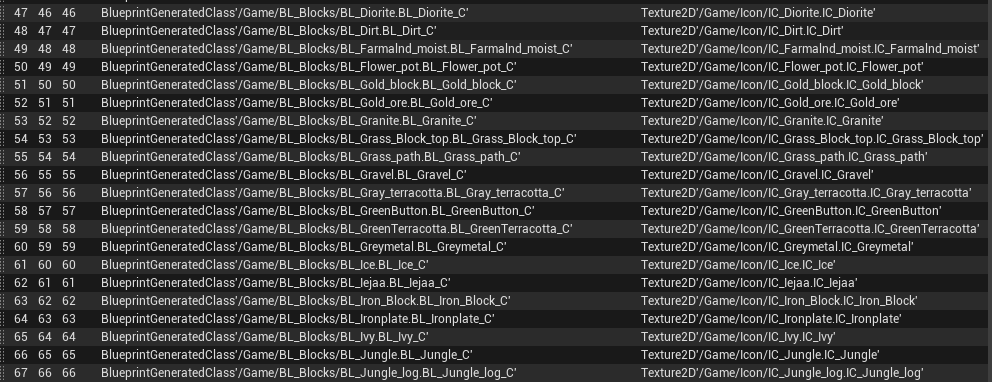 47 46 46 BlueprintGeneratedClass'/Game/BL_Blocks/BL_Diorite.BL_Diorite_C' Texture2D'/Game/Icon/IC_Diorite.IC_Diorite'
48 47 47 BlueprintGeneratedClass'/Game/BL_Blocks/BL_Dirt.BL_Dirt_C' Texture2D'/Game/Icon/IC_Dirt.IC_Dirt'
49 48 48 BlueprintGeneratedClass'/Game/BL_Blocks/BL_Farmalnd_moist.BL_Farmalnd_moist_C' Texture2D'/Game/Icon/IC_Farmalnd_moist.IC_Farmalnd_moist'
50 49 49 BlueprintGeneratedClass'/Game/BL_Blocks/BL_Flower_pot.BL_Flower_pot_C' Texture2D'/Game/Icon/IC_Flower_pot.IC_Flower_pot'
51 50 50 BlueprintGeneratedClass'/Game/BL_Blocks/BL_Gold_block.BL_Gold_block_C' Texture2D'/Game/Icon/IC_Gold_block.IC_Gold_block'
52 51 51 BlueprintGeneratedClass'/Game/BL_Blocks/BL_Gold_ore.BL_Gold_ore_C' Texture2D'/Game/Icon/IC_Gold_ore.IC_Gold_ore'
53 52 52 BlueprintGeneratedClass'/Game/BL_Blocks/BL_Granite.BL_Granite_C' Texture2D'/Game/Icon/IC_Granite.IC_Granite'
54 53 53 BlueprintGeneratedClass'/Game/BL_Blocks/BL_Grass_Block_top.BL_Grass_Block_top_C' Texture2D'/Game/Icon/IC_Grass_Block_top.IC_Grass_Block_top'
55 54 54 BlueprintGeneratedClass'/Game/BL_Blocks/BL_Grass_path.BL_Grass_path_C' Texture2D'/Game/Icon/IC_Grass_path.IC_Grass_path'
56 55 55 BlueprintGeneratedClass'/Game/BL_Blocks/BL_Gravel.BL_Gravel_C' Texture2D'/Game/Icon/IC_Gravel.IC_Gravel'
57 56 56 BlueprintGeneratedClass'/Game/BL_Blocks/BL_Gray_terracotta.BL_Gray_terracotta_C' Texture2D'/Game/Icon/IC_Gray_terracotta.IC_Gray_terracotta'
58 57 57 BlueprintGeneratedClass'/Game/BL_Blocks/BL_GreenButton.BL_GreenButton_C' Texture2D'/Game/Icon/IC_GreenButton.IC_GreenButton'
59 58 58 BlueprintGeneratedClass'/Game/BL_Blocks/BL_GreenTerracotta.BL_GreenTerracotta_C' Texture2D'/Game/Icon/IC_GreenTerracotta.IC_GreenTerracotta'
60 59 59 BlueprintGeneratedClass'/Game/BL_Blocks/BL_Greymetal.BL_Greymetal_C' Texture2D'/Game/Icon/IC_Greymetal.IC_Greymetal'
61 60 60 BlueprintGeneratedClass'/Game/BL_Blocks/BL_Ice.BL_Ice_C' Texture2D'/Game/Icon/IC_Ice.IC_Ice'
62 61 61 BlueprintGeneratedClass'/Game/BL_Blocks/BL_Iejaa.BL_Iejaa_C' Texture2D'/Game/Icon/IC_Iejaa.IC_Iejaa'
63 62 62 BlueprintGeneratedClass'/Game/BL_Blocks/BL_Iron_Block.BL_Iron_Block_C' Texture2D'/Game/Icon/IC_Iron_Block.IC_Iron_Block'
64 63 63 BlueprintGeneratedClass'/Game/BL_Blocks/BL_Ironplate.BL_Ironplate_C' Texture2D'/Game/Icon/IC_Ironplate.IC_Ironplate'
65 64 64 BlueprintGeneratedClass'/Game/BL_Blocks/BL_Ivy.BL_Ivy_C' Texture2D'/Game/Icon/IC_Ivy.IC_Ivy'
66 65 65 BlueprintGeneratedClass'/Game/BL_Blocks/BL_Jungle.BL_Jungle_C' Texture2D'/Game/Icon/IC_Jungle.IC_Jungle'
67 66 66 BlueprintGeneratedClass'/Game/BL_Blocks/BL_Jungle_log.BL_Jungle_log_C' Texture2D'/Game/Icon/IC_Jungle_log.IC_Jungle_log'